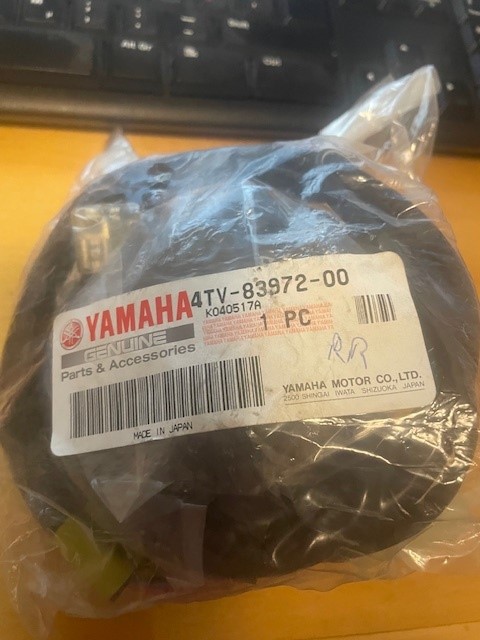 YAMAHA
4TV-83972-00
K040517A
GENUINE
Parts & Accessories
1 PC
RR
YAMAHA MOTOR CO., LTD.
2500 SHINGAI IWATA SHIZUOKA JAPAN
MADE IN JAPAN